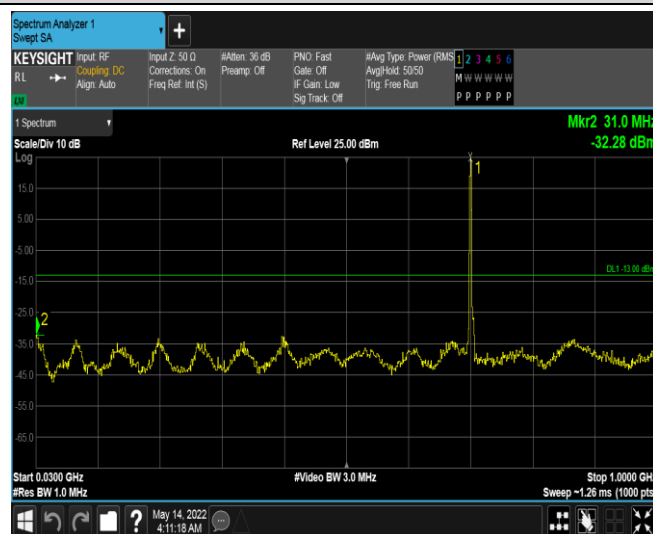 Spectrum Analyzer 1
Swept SA
+
KEYSIGHT
RL
Input: RF
Coupling: DC
Align: Auto
Input Z: 50 Ω
Corrections: On
Freq Ref: Int (S)
#Atten: 36 dB
Preamp: Off
PNO: Fast
Gate: Off
IF Gain: Low
Sig Track: Off
#Avg Type: Power (RMS
Avg|Hold: 50/50
Trig: Free Run
1 2 3 4 5 6
M W W W W W
P P P P P P
1 Spectrum
Mkr2 31.0 MHz
-32.28 dBm
Scale/Div 10 dB
Ref Level 25.00 dBm
Log
15.0
5.00
-5.00
-15.0
-25.0
-35.0
-45.0
-55.0
-65.0
1
DL1 -13.00 dBm
2
Start 0.0300 GHz
#Res BW 1.0 MHz
#Video BW 3.0 MHz
Stop 1.0000 GHz
Sweep ~1.26 ms (1000 pts)
?
May 14, 2022
4:11:18 AM